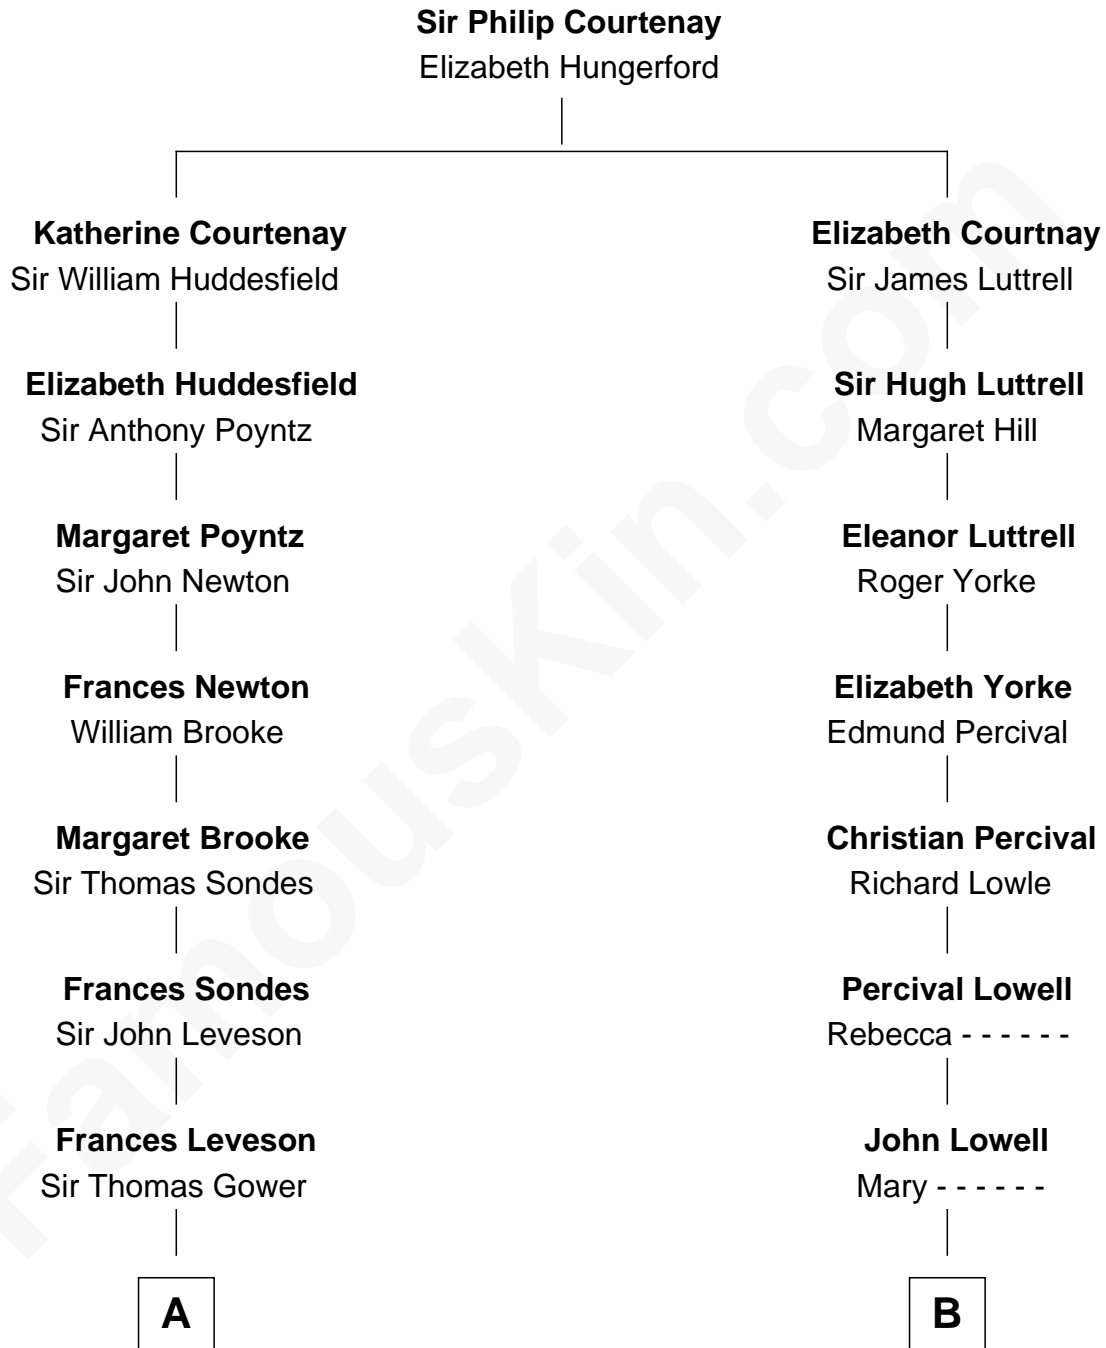 Sir Philip Courtenay
Elizabeth Hungerford
Katherine Courtenay
Sir William Huddesfield
Elizabeth Courtnay
Sir James Luttrell
Elizabeth Huddesfield
Sir Anthony Poyntz
Sir Hugh Luttrell
Margaret Hill
Margaret Poyntz
Sir John Newton
Eleanor Luttrell
Roger Yorke
Frances Newton
William Brooke
Elizabeth Yorke
Edmund Percival
Margaret Brooke
Sir Thomas Sondes
Christian Percival
Richard Lowle
Frances Sondes
Sir John Leveson
Percival Lowell
Rebecca - - - - - -
Frances Leveson
Sir Thomas Gower
John Lowell
Mary - - - - - -
A
B
FamousKin.com